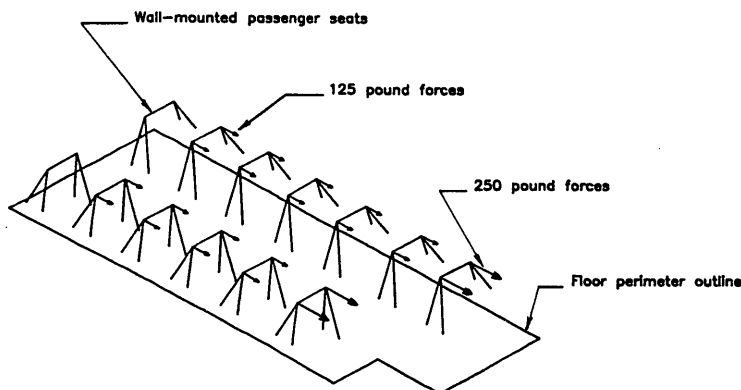 Wall-mounted passenger seats
125 pound forces
250 pound forces
Floor perimeter outline